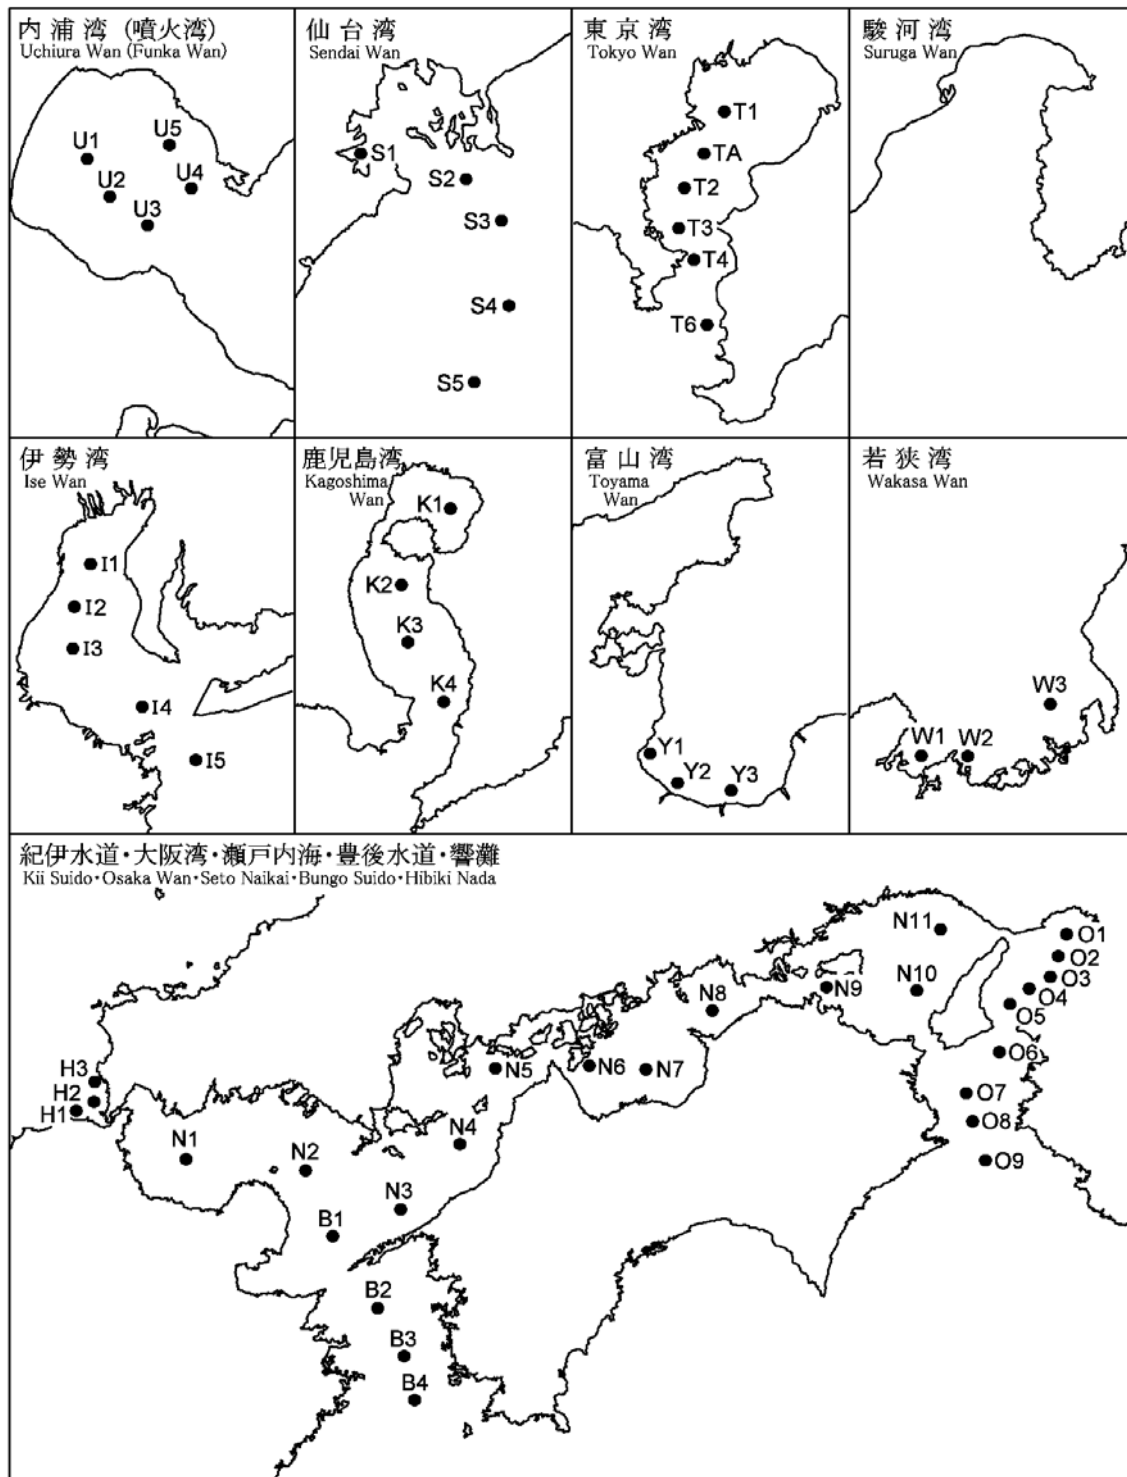 内浦湾 (噴火湾)
Uchiura Wan (Funka Wan)
U1
U5
U2
U4
U3
仙台湾
Sendai Wan
S1
S2
S3
S4
S5
東京湾
Tokyo Wan
T1
TA
T2
T3
T4
T6
駿河湾
Suruga Wan
伊勢湾
Ise Wan
I1
I2
I3
I4
I5
鹿児島湾
Kagoshima
Wan
K1
K2
K3
K4
富山湾
Toyama
Wan
Y1
Y2
Y3
若狭湾
Wakasa Wan
W3
W1
W2
紀伊水道・大阪湾・瀬戸内海・豊後水道・響灘
Kii Suido・Osaka Wan・Seto Naikai・Bungo Suido・Hibiki Nada
N11
O1
O2
O3
N9
N10
O4
N8
O5
O6
H3
N5
N6
N7
H2
O7
H1
O8
N4
N1
N2
O9
N3
B1
B2
B3
B4